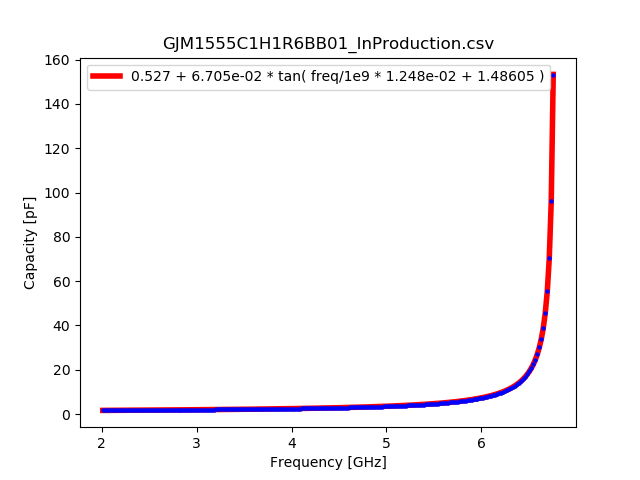 GJM1555C1H1R6BB01_InProduction.csv
0.527 + 6.705e-02 * tan( freq/1e9 * 1.248e-02 + 1.48605 )
160
140
120
100
80
60
40
20
0
Capacity [pF]
2 3 4 5 6
Frequency [GHz]